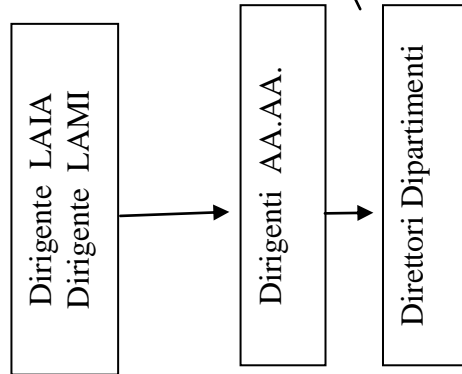 Dirigente LAIA
Dirigente LAMI
Dirigenti AA.AA.
Direttori Dipartimenti